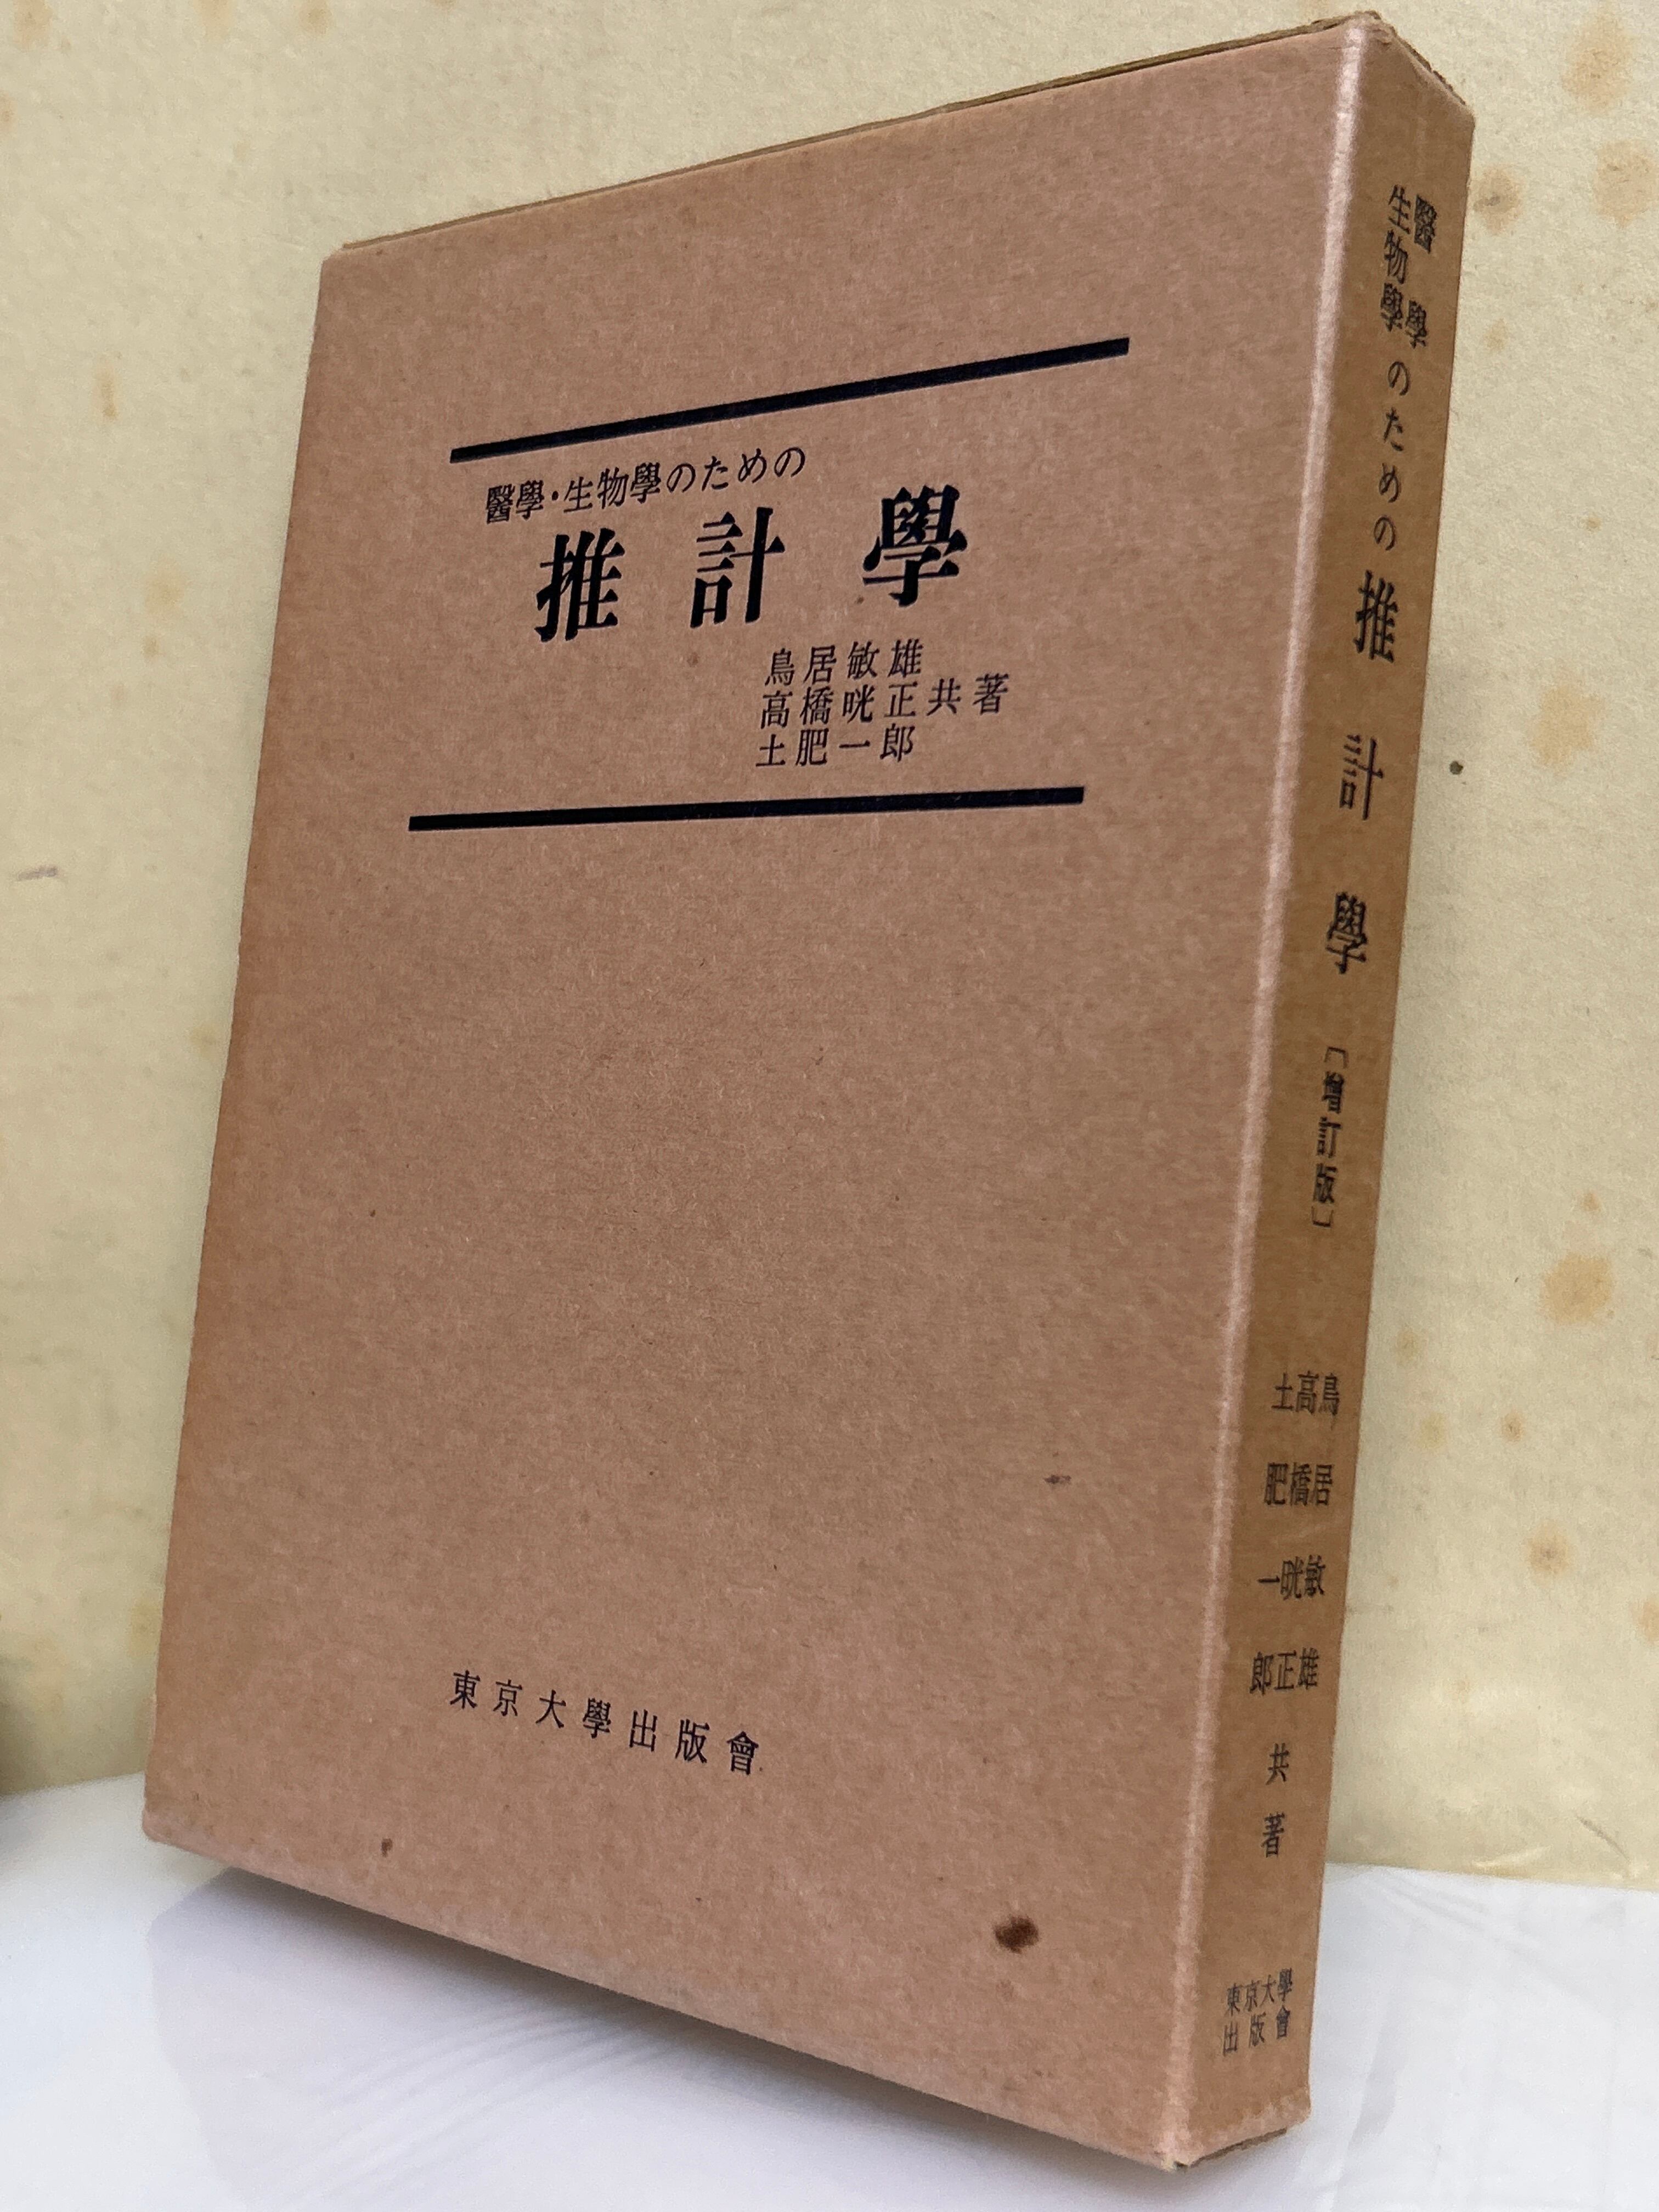 醫學・生物學のための
推計學
鳥居敏雄
高橋晄正共著
土肥一郎
東京大學出版會
醫學
生物學
のための
推計學
〔增訂版〕
鳥居敏雄
高橋晄正
土肥一郎
共著
東京大學
出版會